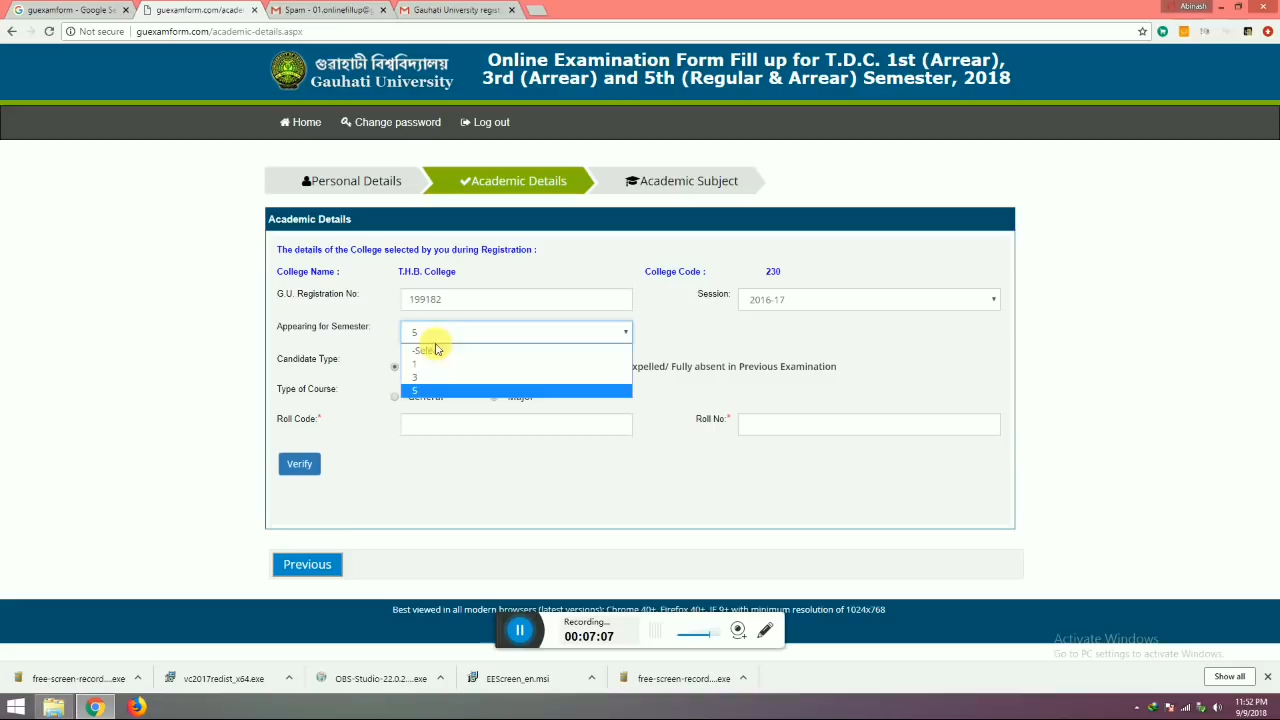 guexamform - Google Se
guexamform.com/academ
Spam - 01.onlinefillup@g
Gauhati University regist
Abinash
Not secure
guexamform.com/academic-details.aspx
গুৱাহাটী বিশ্ববিদ্যালয়
Gauhati University
Online Examination Form Fill up for T.D.C. 1st (Arrear),
3rd (Arrear) and 5th (Regular & Arrear) Semester, 2018
Home
Change password
Log out
Personal Details
Academic Details
Academic Subject
Academic Details
The details of the College selected by you during Registration :
College Name : T.H.B. College College Code : 230
G.U. Registration No: 199182 Session: 2016-17
Appearing for Semester: 5
1
3
5
Candidate Type: xpelled/ Fully absent in Previous Examination
Type of Course:
Roll Code:* Roll No:*
Verify
Previous
Best viewed in all modern browsers (latest versions): Chrome 40+, Firefox 40+, IE 9+ with minimum resolution of 1024x768
Recording...
00:07:07
Activate Windows
Go to PC settings to activate Windows.
free-screen-record....exe
vc2017redist_x64.exe
OBS-Studio-22.0.2....exe
EEScreen_en.msi
free-screen-record....exe
Show all
11:52 PM
9/9/2018